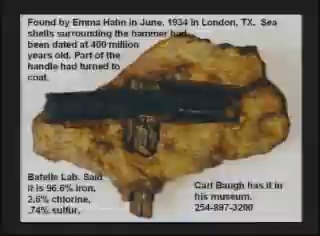 Found by Emma Hahn in June, 1934 in London, TX. Sea
shells surrounding the hammer had
been dated at 400 million
years old. Part of the
handle had turned to
coal.
Batelle Lab. Said
it is 96.6% iron,
2.6% chlorine,
.74% sulfur.
Carl Baugh has it in
his museum.
254-897-3200